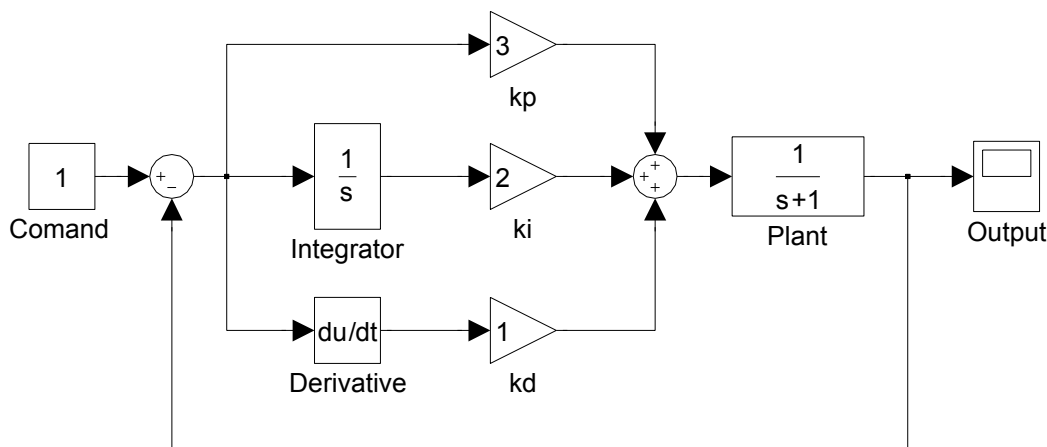 3
kp
1
Comand
+
−
1
s
Integrator
2
ki
+
+
+
1
s+1
Plant
Output
du/dt
Derivative
1
kd